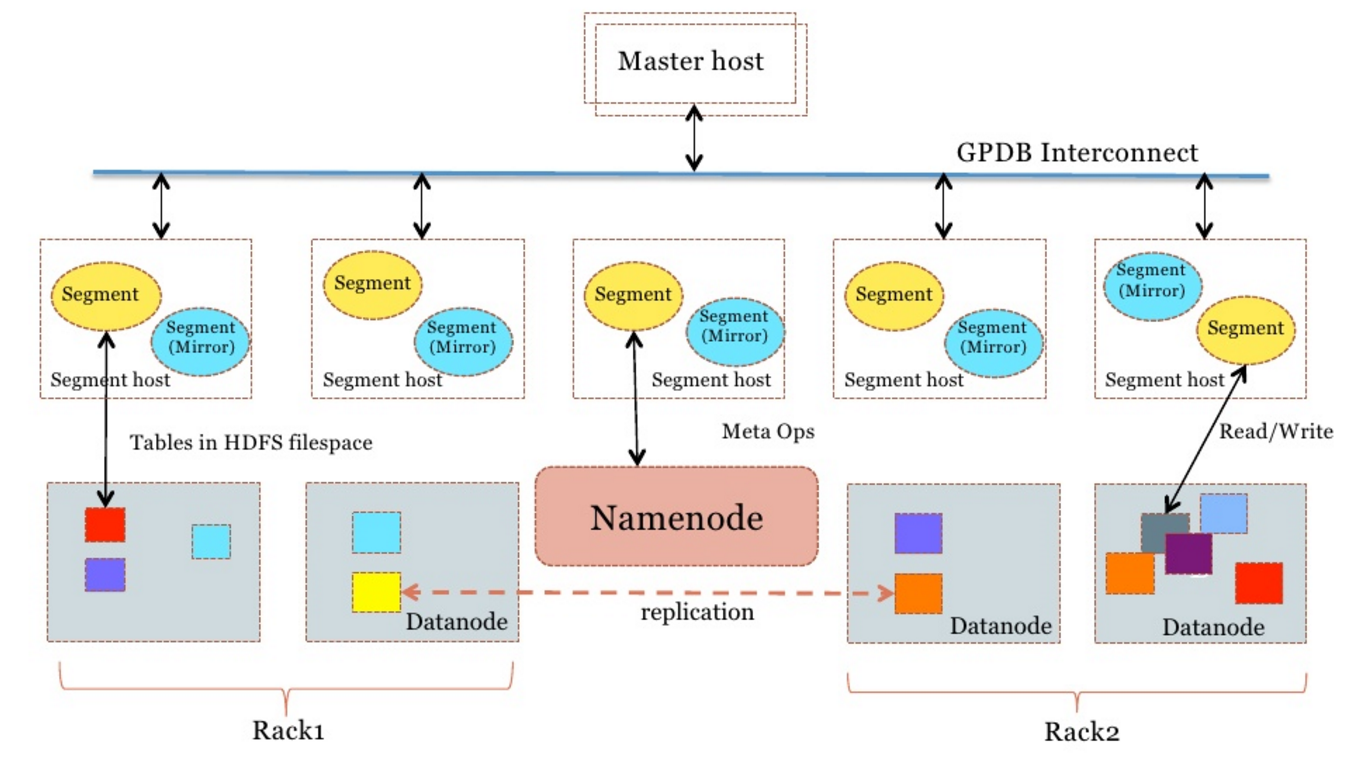 Master host
GPDB Interconnect
Segment
Segment
(Mirror)
Segment host
Segment
Segment
(Mirror)
Segment host
Segment
Segment
(Mirror)
Segment host
Segment
Segment
(Mirror)
Segment host
Segment
(Mirror)
Segment
Segment host
Tables in HDFS filespace
Meta Ops
Read/Write
Namenode
replication
Datanode
Datanode
Datanode
Rack1
Rack2